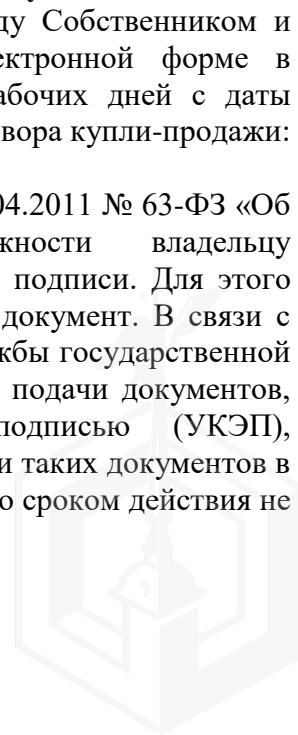 ду Собственником и
ектронной форме в
абочих дней с даты
овора купли-продажи:
04.2011 № 63-ФЗ «Об
жности владельцу
подписи. Для этого
документ. В связи с
жбы государственной
подачи документов,
подписью (УКЭП),
и таких документов в
о сроком действия не